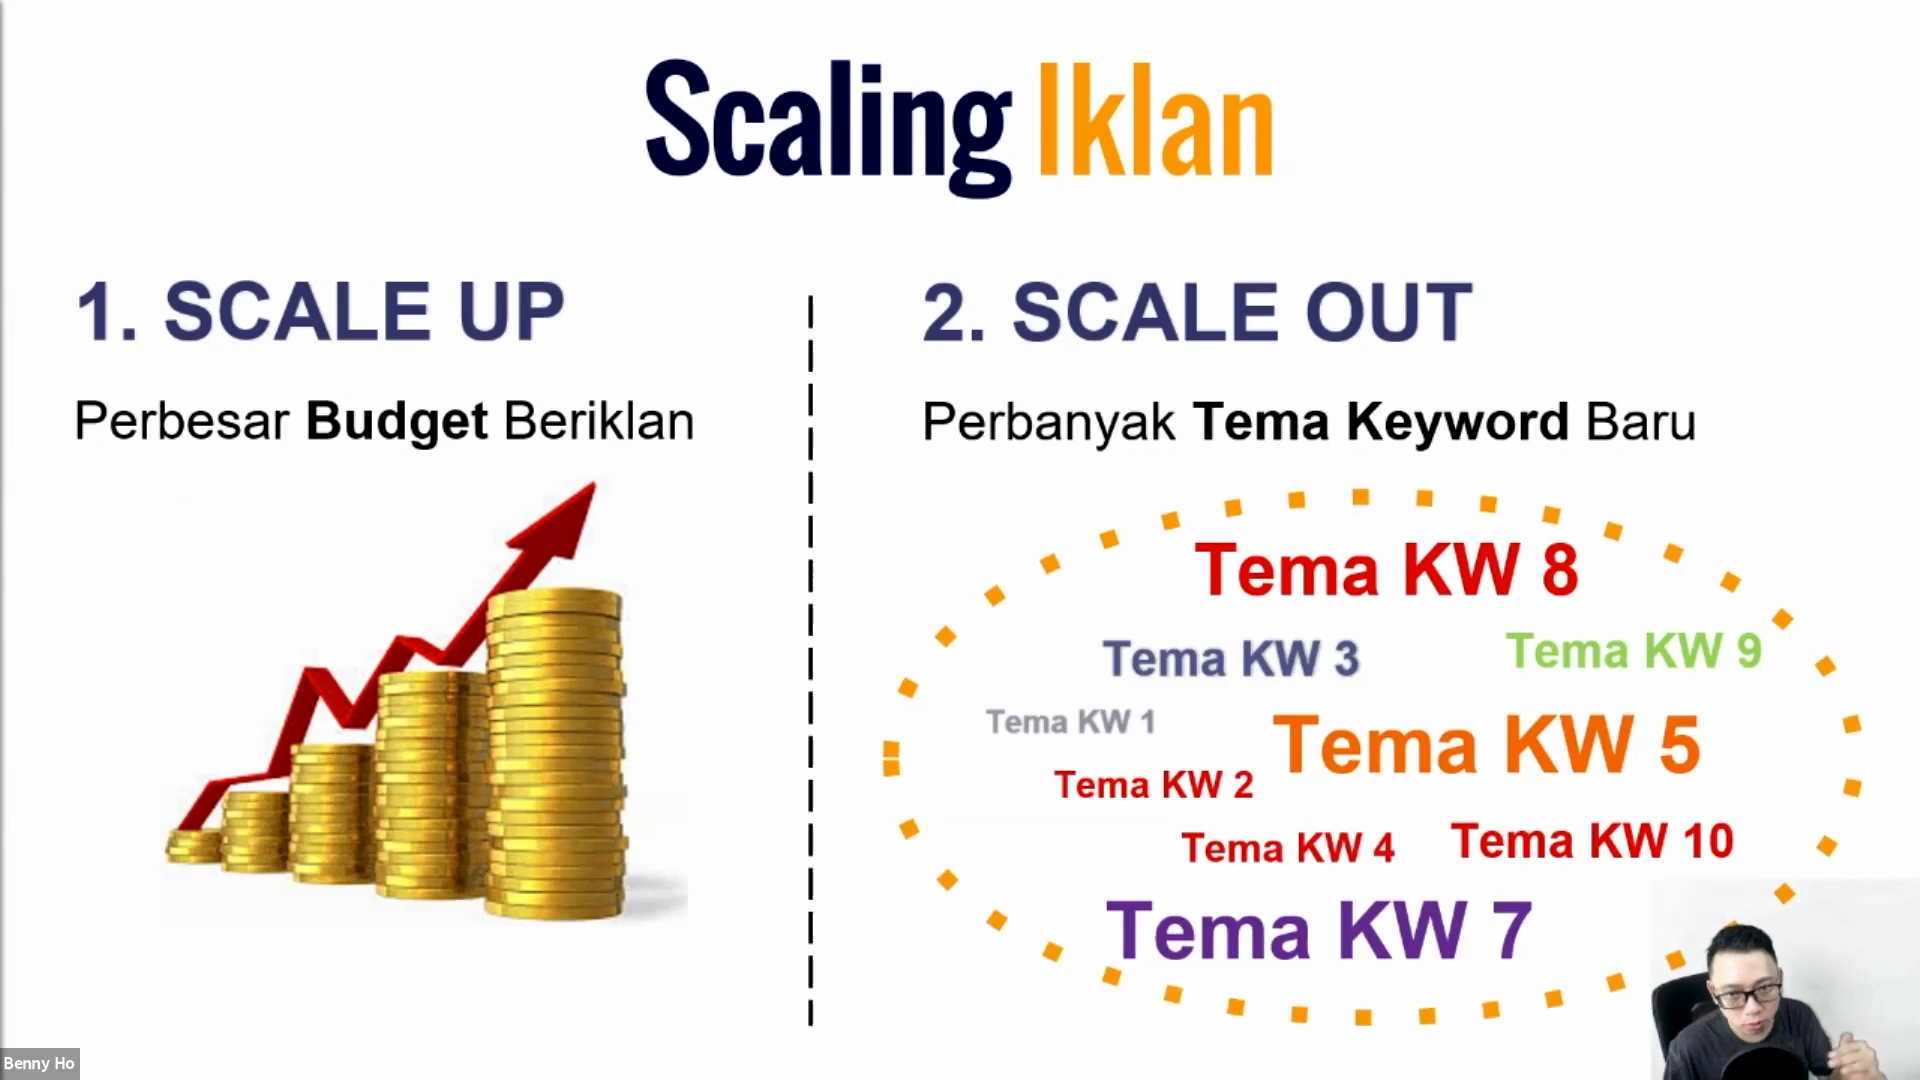 Scaling Iklan
1. SCALE UP
Perbesar Budget Beriklan
2. SCALE OUT
Perbanyak Tema Keyword Baru
Tema KW 8
Tema KW 3
Tema KW 9
Tema KW 1
Tema KW 5
Tema KW 2
Tema KW 4
Tema KW 10
Tema KW 7
Benny Ho